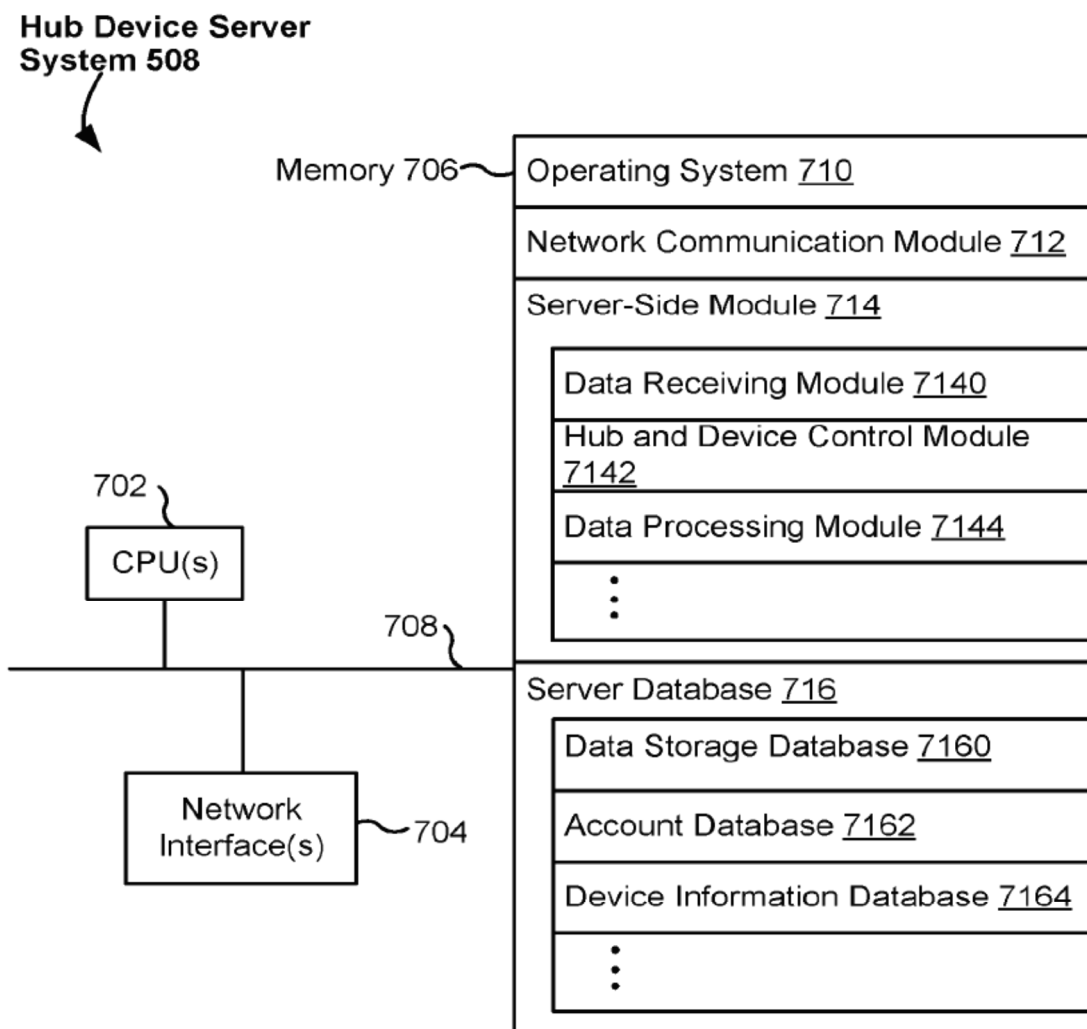 Hub Device Server
System 508
Memory 706
Operating System 710
Network Communication Module 712
Server-Side Module 714
Data Receiving Module 7140
Hub and Device Control Module
7142
Data Processing Module 7144
702
CPU(s)
708
Network
Interface(s)
704
Server Database 716
Data Storage Database 7160
Account Database 7162
Device Information Database 7164